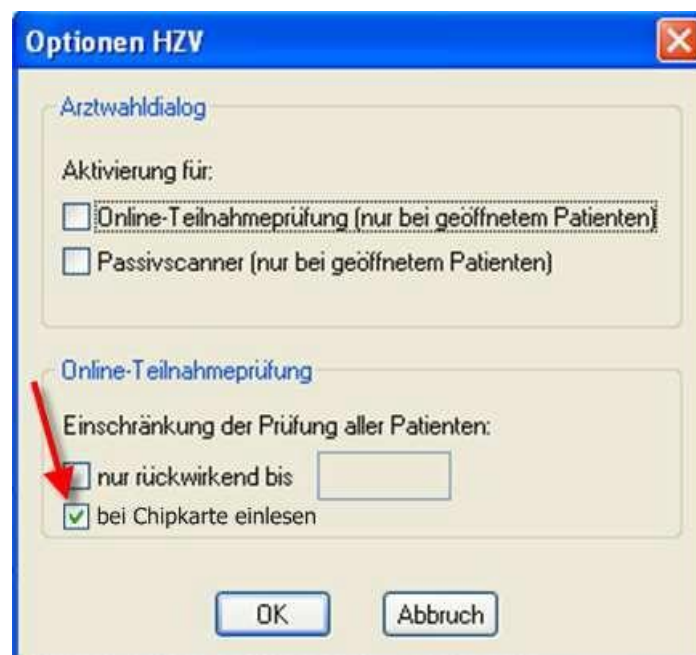 Optionen HZV
Arztwahldialog
Aktivierung für:
Online-Teilnahmeprüfung (nur bei geöffnetem Patienten)
Passivscanner (nur bei geöffnetem Patienten)
Online-Teilnahmeprüfung
Einschränkung der Prüfung aller Patienten:
nur rückwirkend bis
bei Chipkarte einlesen
OK Abbruch